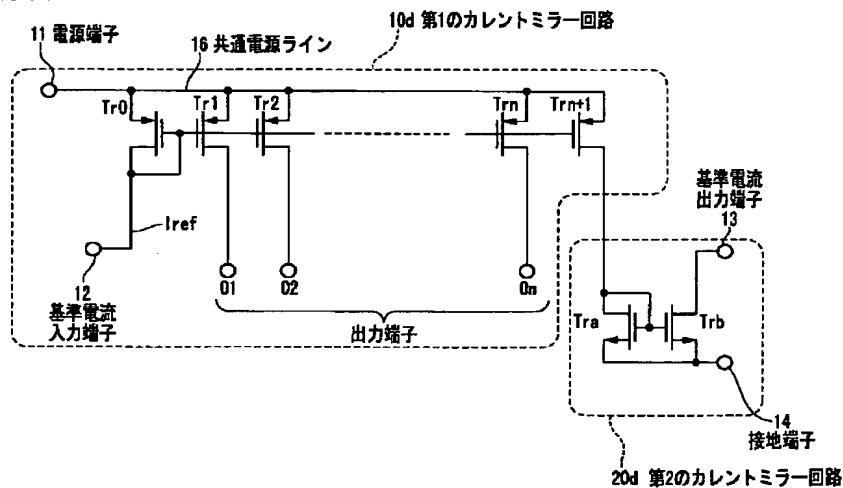 10d 第1のカレントミラー回路
11 電源端子
16 共通電源ライン
Tr0
Tr1
Tr2
Trn
Trn+1
Iref
12
基準電流
入力端子
01
02
0n
出力端子
基準電流
出力端子
13
Tra
Trb
14
接地端子
20d 第2のカレントミラー回路